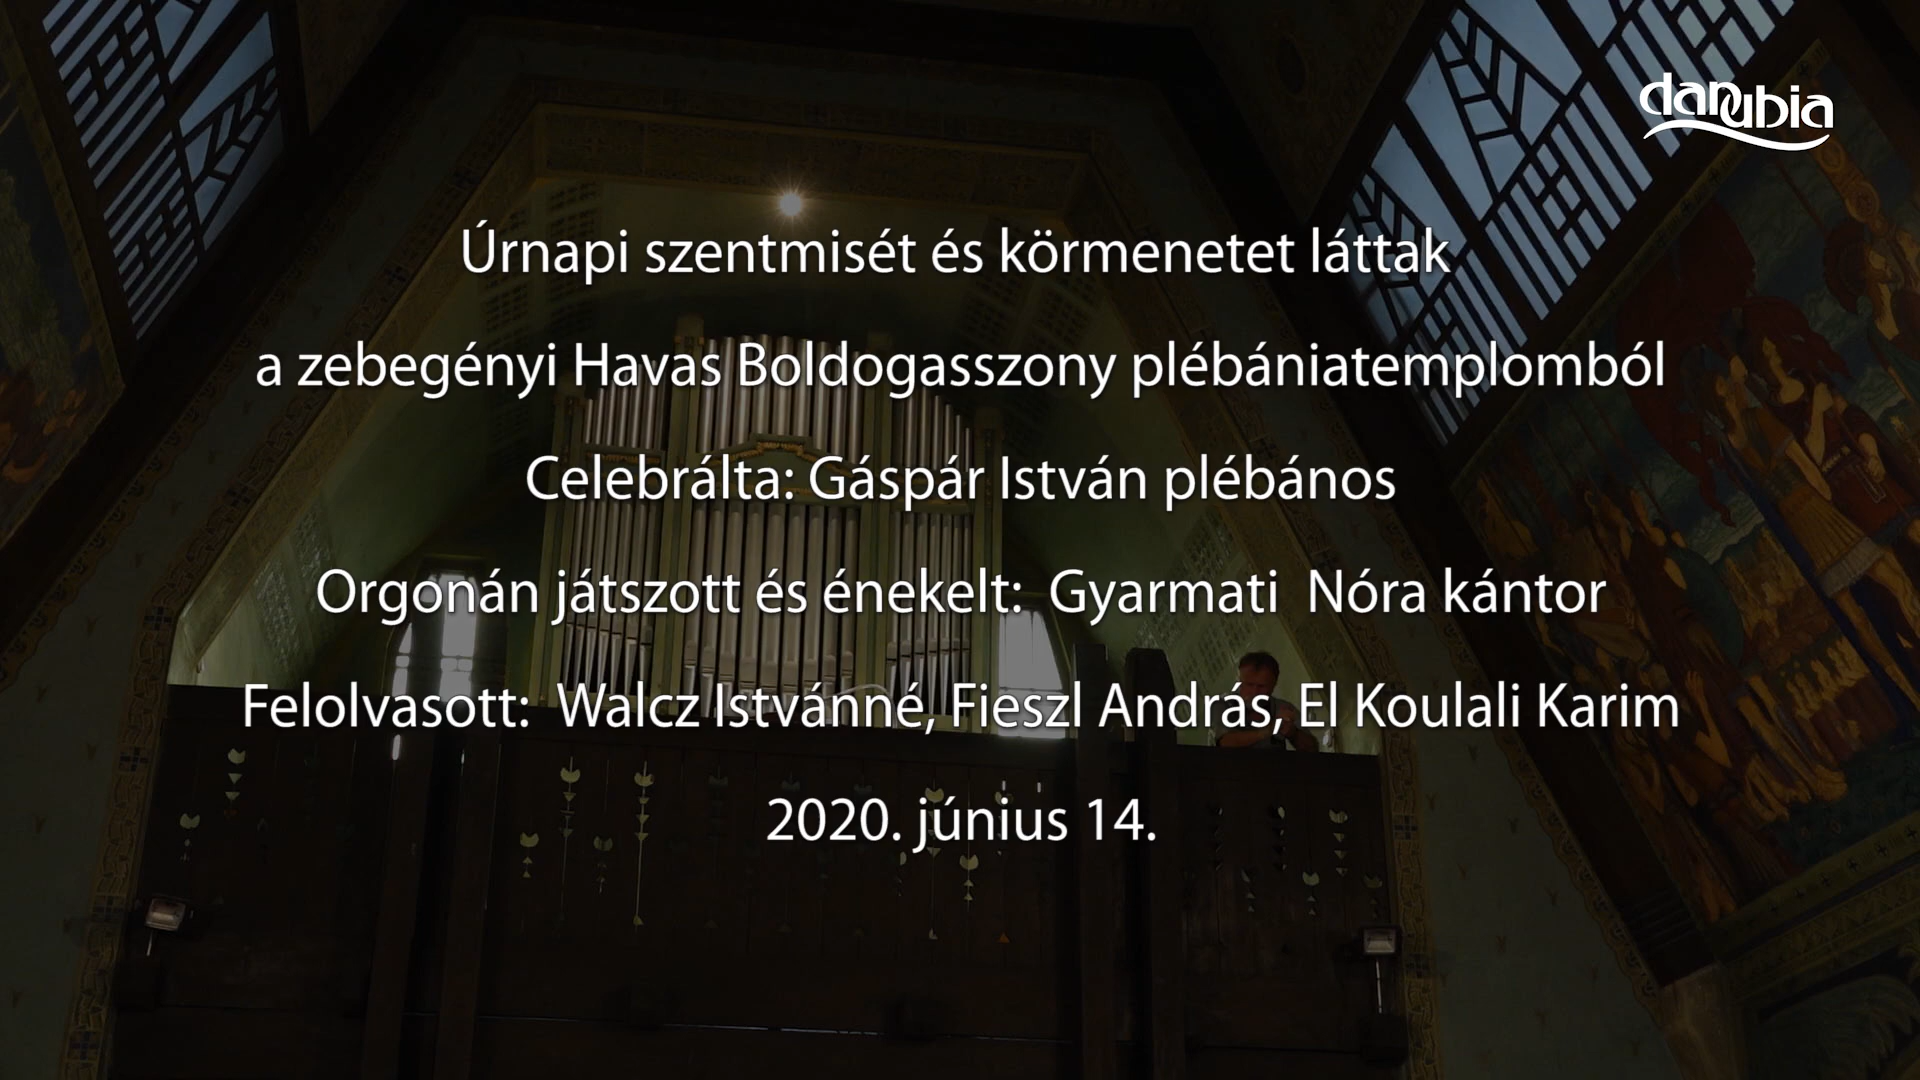 danubia
Úrnapi szentmisét és körmenetet láttak
a zebegényi Havas Boldogasszony plébániatemplomból
Celebrálta: Gáspár István plébános
Orgonán játszott és énekelt: Gyarmati Nóra kántor
Felolvasott: Walcz Istvánné, Fieszl András, El Koulali Karim
2020. június 14.